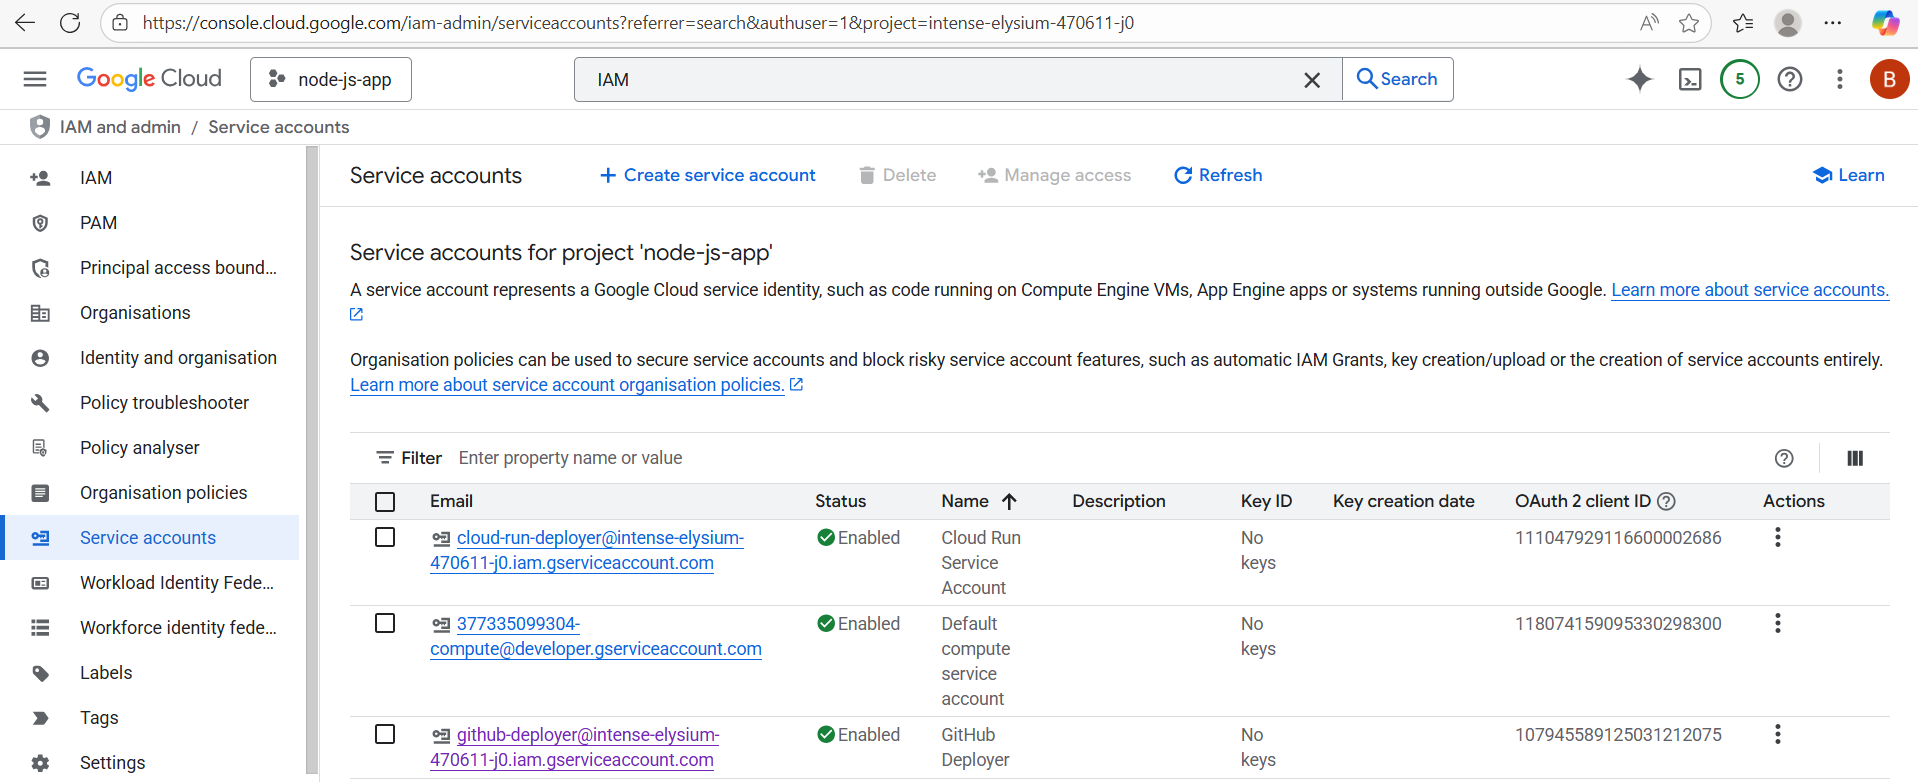 https://console.cloud.google.com/iam-admin/serviceaccounts?referrer=search&authuser=1&project=intense-elysium-470611-j0
Google Cloud
node-js-app
IAM
Search
5
B
IAM and admin / Service accounts
IAM
PAM
Principal access bound...
Organisations
Identity and organisation
Policy troubleshooter
Policy analyser
Organisation policies
Service accounts
Workload Identity Fede...
Workforce identity fede...
Labels
Tags
Settings
Service accounts
Create service account
Delete
Manage access
Refresh
Learn
Service accounts for project 'node-js-app'
A service account represents a Google Cloud service identity, such as code running on Compute Engine VMs, App Engine apps or systems running outside Google. Learn more about service accounts.
Organisation policies can be used to secure service accounts and block risky service account features, such as automatic IAM Grants, key creation/upload or the creation of service accounts entirely.
Learn more about service account organisation policies.
Filter Enter property name or value
Email Status Name Description Key ID Key creation date OAuth 2 client ID Actions
cloud-run-deployer@intense-elysium-
470611-j0.iam.gserviceaccount.com
Enabled
Cloud Run
Service
Account
No
keys
111047929116600002686
377335099304-
compute@developer.gserviceaccount.com
Enabled
Default
compute
service
account
No
keys
118074159095330298300
github-deployer@intense-elysium-
470611-j0.iam.gserviceaccount.com
Enabled
GitHub
Deployer
No
keys
107945589125031212075